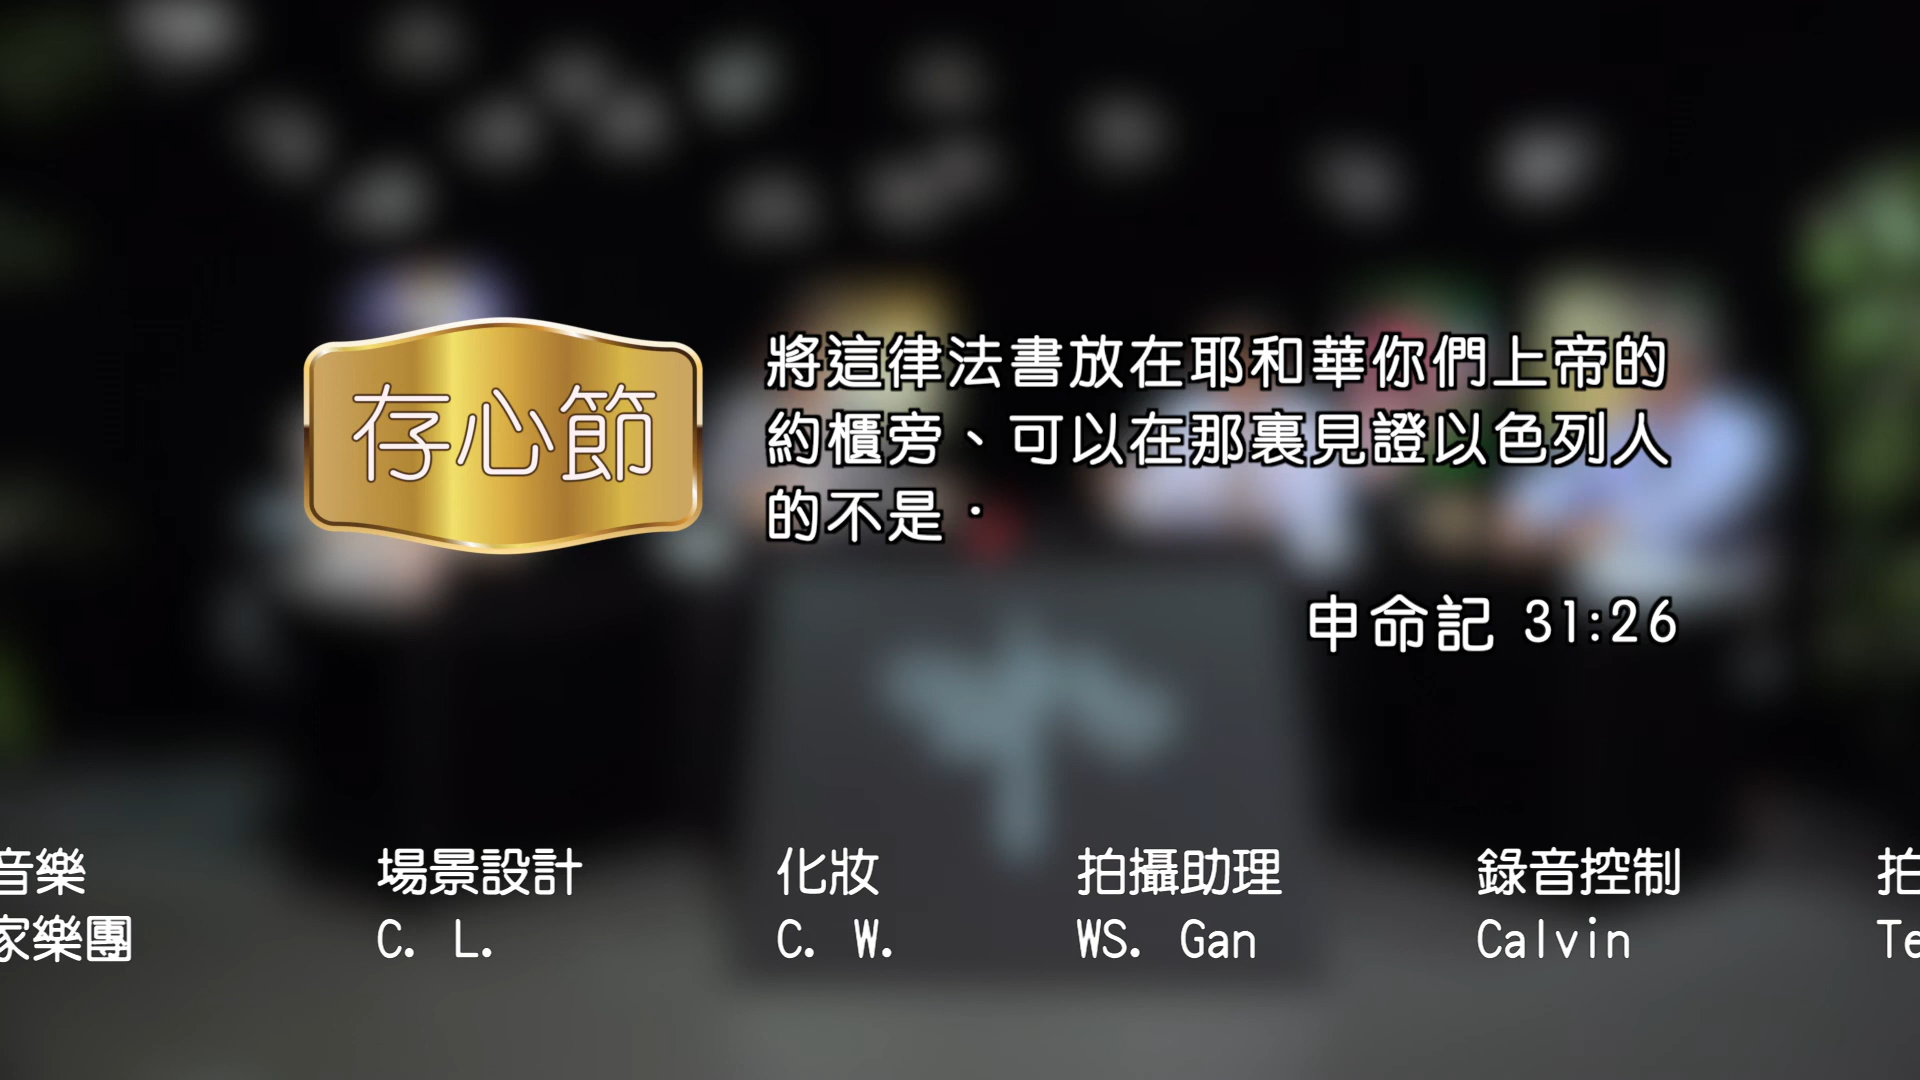 存心節
將這律法書放在耶和華你們上帝的
約櫃旁、可以在那裏見證以色列人
的不是．
申命記 31:26
音樂
家樂團
場景設計
C. L.
化妝
C. W.
拍攝助理
WS. Gan
錄音控制
Calvin
拍
Te